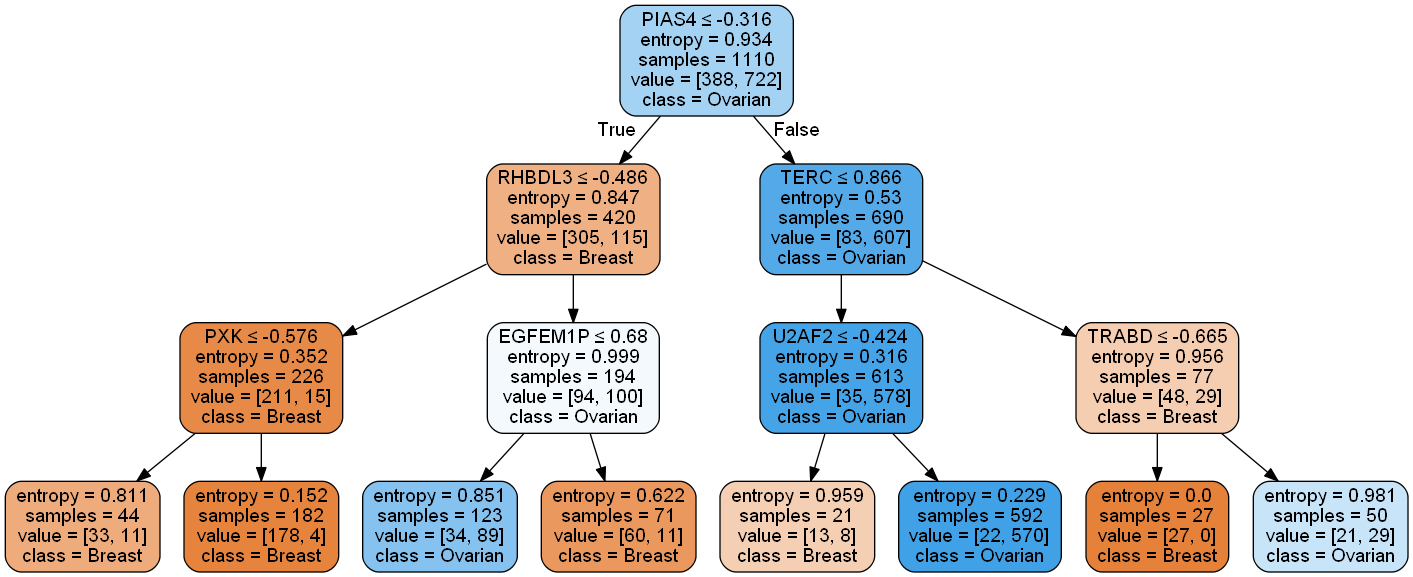 PIAS4 ≤ -0.316
entropy = 0.934
samples = 1110
value = [388, 722]
class = Ovarian
True
False
RHBDL3 ≤ -0.486
entropy = 0.847
samples = 420
value = [305, 115]
class = Breast
TERC ≤ 0.866
entropy = 0.53
samples = 690
value = [83, 607]
class = Ovarian
PXK ≤ -0.576
entropy = 0.352
samples = 226
value = [211, 15]
class = Breast
EGFEM1P ≤ 0.68
entropy = 0.999
samples = 194
value = [94, 100]
class = Ovarian
U2AF2 ≤ -0.424
entropy = 0.316
samples = 613
value = [35, 578]
class = Ovarian
TRABD ≤ -0.665
entropy = 0.956
samples = 77
value = [48, 29]
class = Breast
entropy = 0.811
samples = 44
value = [33, 11]
class = Breast
entropy = 0.152
samples = 182
value = [178, 4]
class = Breast
entropy = 0.851
samples = 123
value = [34, 89]
class = Ovarian
entropy = 0.622
samples = 71
value = [60, 11]
class = Breast
entropy = 0.959
samples = 21
value = [13, 8]
class = Breast
entropy = 0.229
samples = 592
value = [22, 570]
class = Ovarian
entropy = 0.0
samples = 27
value = [27, 0]
class = Breast
entropy = 0.981
samples = 50
value = [21, 29]
class = Ovarian